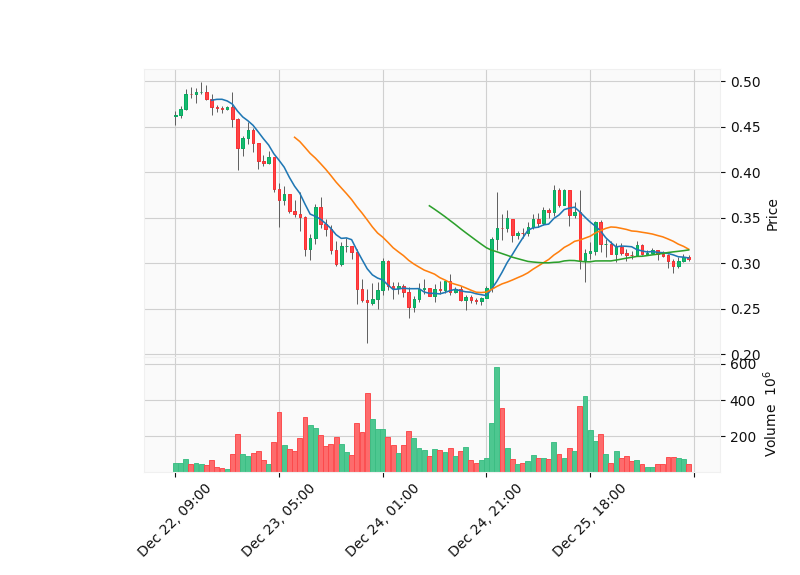 0.50
0.45
0.40
0.35
0.30
0.25
0.20
Price
600
400
200
Volume 10⁶
Dec 22, 09:00
Dec 23, 05:00
Dec 24, 01:00
Dec 24, 21:00
Dec 25, 18:00